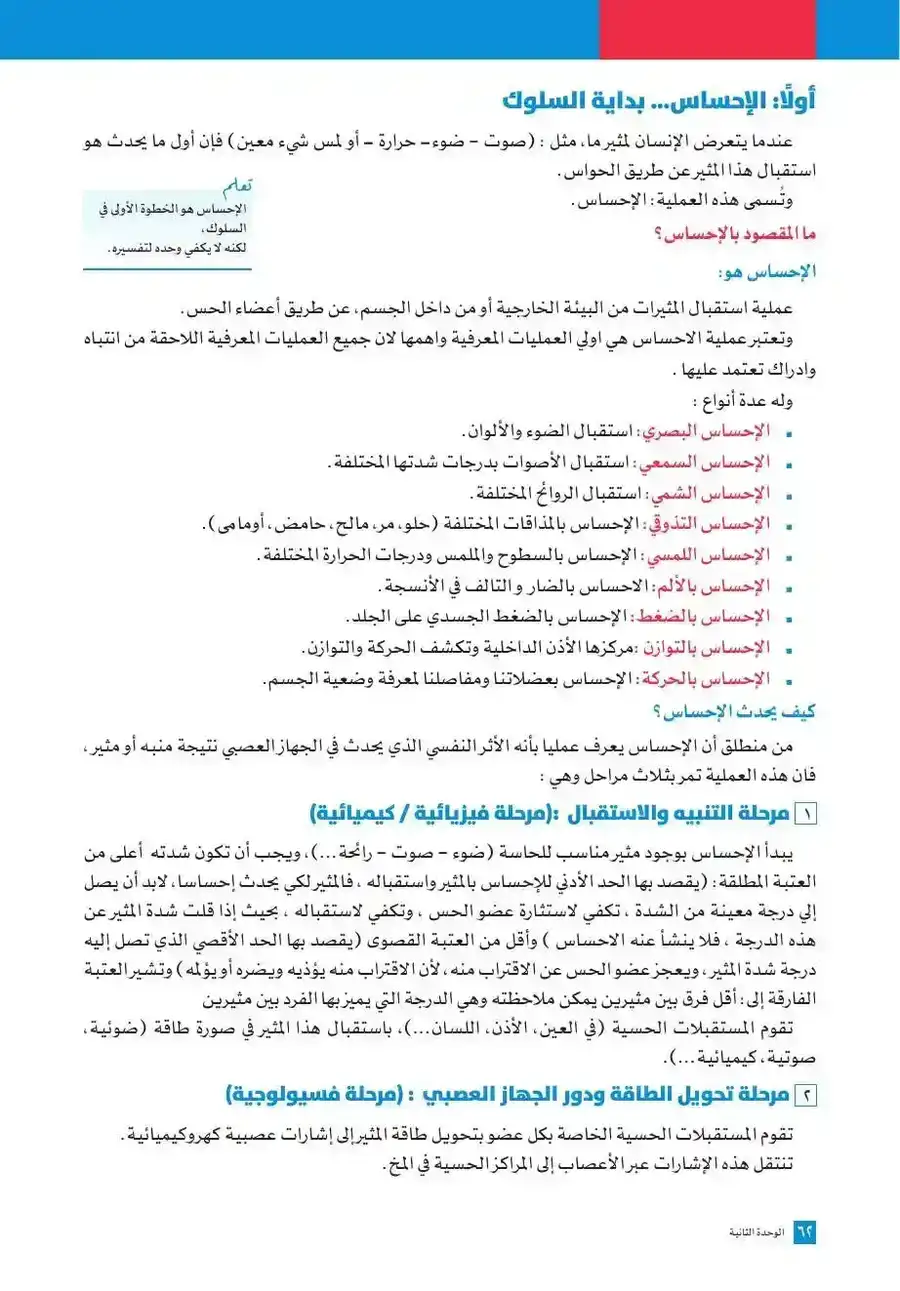 أولًا: الإحساس... بداية السلوك
عندما يتعرض الإنسان لمثير ما، مثل : (صوت - ضوء- حرارة - أو لمس شيء معين) فإن أول ما يحدث هو
استقبال هذا المثير عن طريق الحواس.
وتُسمى هذه العملية: الإحساس.
تعلم
الإحساس هو الخطوة الأولى في
السلوك،
لكنه لا يكفي وحده لتفسيره.
ما المقصود بالإحساس؟
الإحساس هو:
عملية استقبال المثيرات من البيئة الخارجية أو من داخل الجسم، عن طريق أعضاء الحس.
وتعتبر عملية الاحساس هي اولي العمليات المعرفية واهمها لان جميع العمليات المعرفية اللاحقة من انتباه
وادراك تعتمد عليها .
وله عدة أنواع :
▪ الإحساس البصري: استقبال الضوء والألوان.
▪ الإحساس السمعي: استقبال الأصوات بدرجات شدتها المختلفة.
▪ الإحساس الشمي: استقبال الروائح المختلفة.
▪ الإحساس التذوقي: الإحساس بالمذاقات المختلفة (حلو، مر، مالح، حامض، أومامى).
▪ الإحساس اللمسي: الإحساس بالسطوح والملمس ودرجات الحرارة المختلفة.
▪ الإحساس بالألم: الاحساس بالضار و التالف في الأنسجة.
▪ الإحساس بالضغط: الإحساس بالضغط الجسدي على الجلد.
▪ الإحساس بالتوازن :مركزها الأذن الداخلية وتكشف الحركة والتوازن.
▪ الإحساس بالحركة: الإحساس بعضلاتنا ومفاصلنا لمعرفة وضعية الجسم.
كيف يحدث الإحساس؟
من منطلق أن الإحساس يعرف عمليا بأنه الأثر النفسي الذي يحدث في الجهاز العصبي نتيجة منبه أو مثير،
فان هذه العملية تمر بثلاث مراحل وهي :
١ مرحلة التنبيه والاستقبال :(مرحلة فيزيائية / كيميائية)
يبدأ الإحساس بوجود مثير مناسب للحاسة (ضوء - صوت - رائحة...)، ويجب أن تكون شدته أعلى من
العتبة المطلقة: (يقصد بها الحد الأدني للإحساس بالمثير واستقباله ، فالمثير لكي يحدث إحساسا، لابد أن يصل
إلي درجة معينة من الشدة ، تكفي لاستثارة عضو الحس ، وتكفي لاستقباله ، بحيث إذا قلت شدة المثير عن
هذه الدرجة ، فلا ينشأ عنه الاحساس ) وأقل من العتبة القصوى (يقصد بها الحد الأقصي الذي تصل إليه
درجة شدة المثير، ويعجز عضو الحس عن الاقتراب منه، لأن الاقتراب منه يؤذيه ويضره أو يؤلمه) وتشير العتبة
الفارقة إلى: أقل فرق بين مثيرين يمكن ملاحظته وهي الدرجة التي يميز بها الفرد بين مثيرين
تقوم المستقبلات الحسية (في العين، الأذن، اللسان...)، باستقبال هذا المثير في صورة طاقة (ضوئية،
صوتية، كيميائية...).
٢ مرحلة تحويل الطاقة ودور الجهاز العصبي : (مرحلة فسيولوجية)
تقوم المستقبلات الحسية الخاصة بكل عضو بتحويل طاقة المثير إلى إشارات عصبية كهروكيميائية.
تنتقل هذه الإشارات عبر الأعصاب إلى المراكز الحسية في المخ.
٦٢ الوحدة الثانية